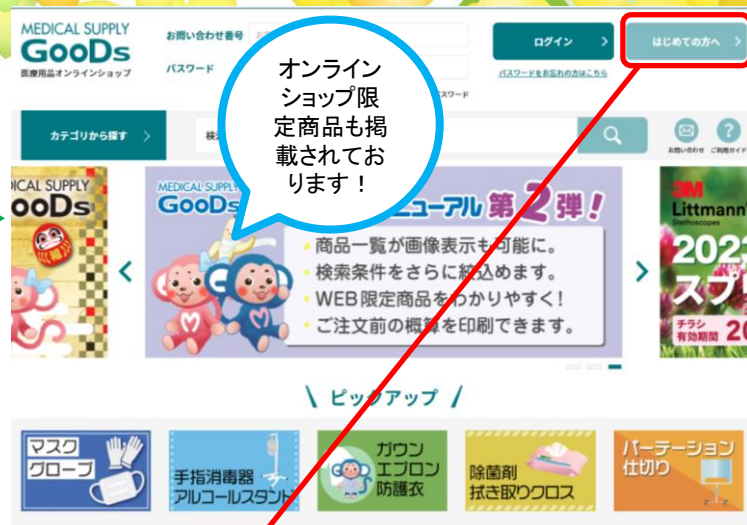 MEDICAL SUPPLY
GooDs
医療用品オンラインショップ
お問い合わせ番号
パスワード
ログイン
パスワードをお忘れの方はこちら
はじめての方へ
オンライン
ショップ限
定商品も掲
載されてお
ります！
スワード
カテゴリから探す
検
お問い合わせ
ご利用ガイド
ICAL SUPPLY
ooDs
MEDICAL SUPPLY
GooDs
ニューアル 第2弾！
商品一覧が画像表示も可能に。
検索条件をさらに絞込めます。
WEB限定商品をわかりやすく！
ご注文前の概算を印刷できます。
3M
Littmann
Stethoscopes
202
スプ
チラシ
有効期間 20
ピックアップ
マスク
グローブ
手指消毒器
アルコールスタンド
ガウン
エプロン
防護衣
除菌剤
拭き取りクロス
パーテーション
仕切り